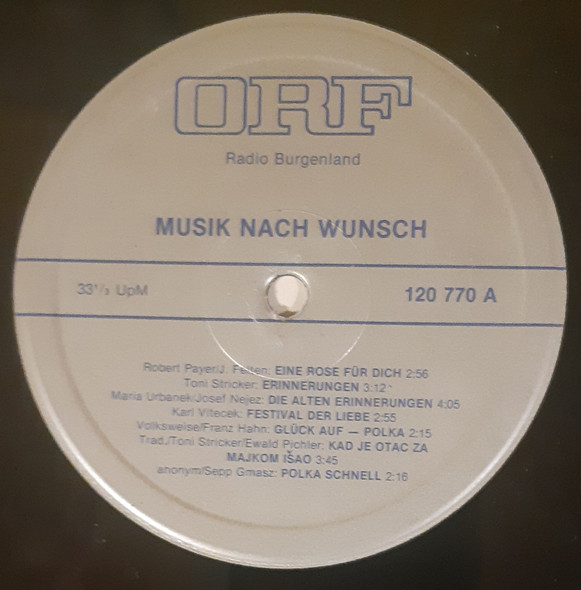 ORF
Radio Burgenland
MUSIK NACH WUNSCH
33⅓ UpM
120 770 A
Robert Payer/J. Feiten: EINE ROSE FÜR DICH 2:56
Toni Stricker: ERINNERUNGEN 3:12
Maria Urbanek/Josef Nejez: DIE ALTEN ERINNERUNGEN 4:05
Karl Vitecek: FESTIVAL DER LIEBE 2:55
Volksweise/Franz Hahn: GLÜCK AUF — POLKA 2:15
Trad./Toni Stricker/Ewald Pichler: KAD JE OTAC ZA
MAJKOM IŠAO 3:45
anonym/Sepp Gmasz: POLKA SCHNELL 2:16